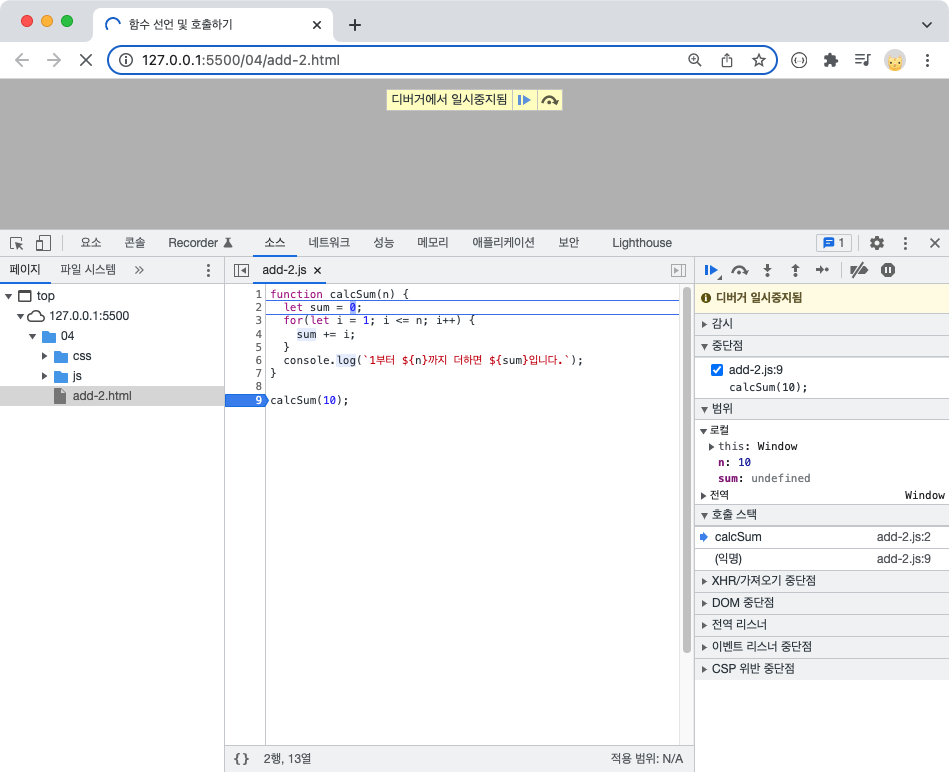 함수 선언 및 호출하기
127.0.0.1:5500/04/add-2.html
디버거에서 일시중지됨
요소 콘솔 Recorder 소스 네트워크 성능 메모리 애플리케이션 보안 Lighthouse 1
페이지 파일 시스템 »
top
127.0.0.1:5500
04
css
js
add-2.html
add-2.js
1 function calcSum(n) {
2 let sum = 0;
3 for(let i = 1; i <= n; i++) {
4 sum += i;
5 }
6 console.log(`1부터 ${n}까지 더하면 ${sum}입니다.`);
7 }
8
9 calcSum(10);
{ } 2행, 13열 적용 범위: N/A
디버거 일시중지됨
감시
중단점
add-2.js:9
calcSum(10);
범위
로컬
this: Window
n: 10
sum: undefined
전역 Window
호출 스택
calcSum add-2.js:2
(익명) add-2.js:9
XHR/가져오기 중단점
DOM 중단점
전역 리스너
이벤트 리스너 중단점
CSP 위반 중단점